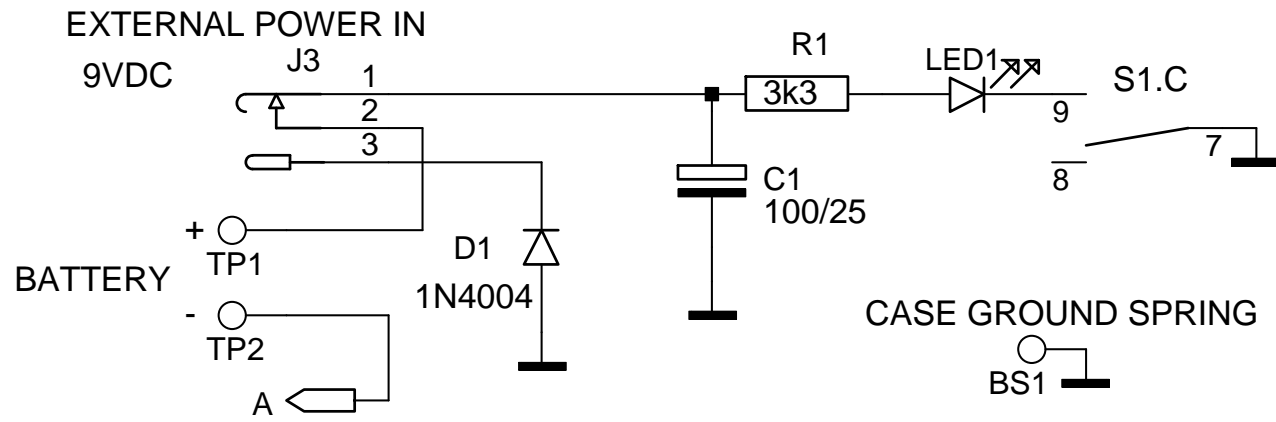 EXTERNAL POWER IN
9VDC
J3
1
2
3
R1
3k3
LED1
S1.C
9
7
8
C1
100/25
+
TP1
BATTERY
-
TP2
D1
1N4004
A
CASE GROUND SPRING
BS1